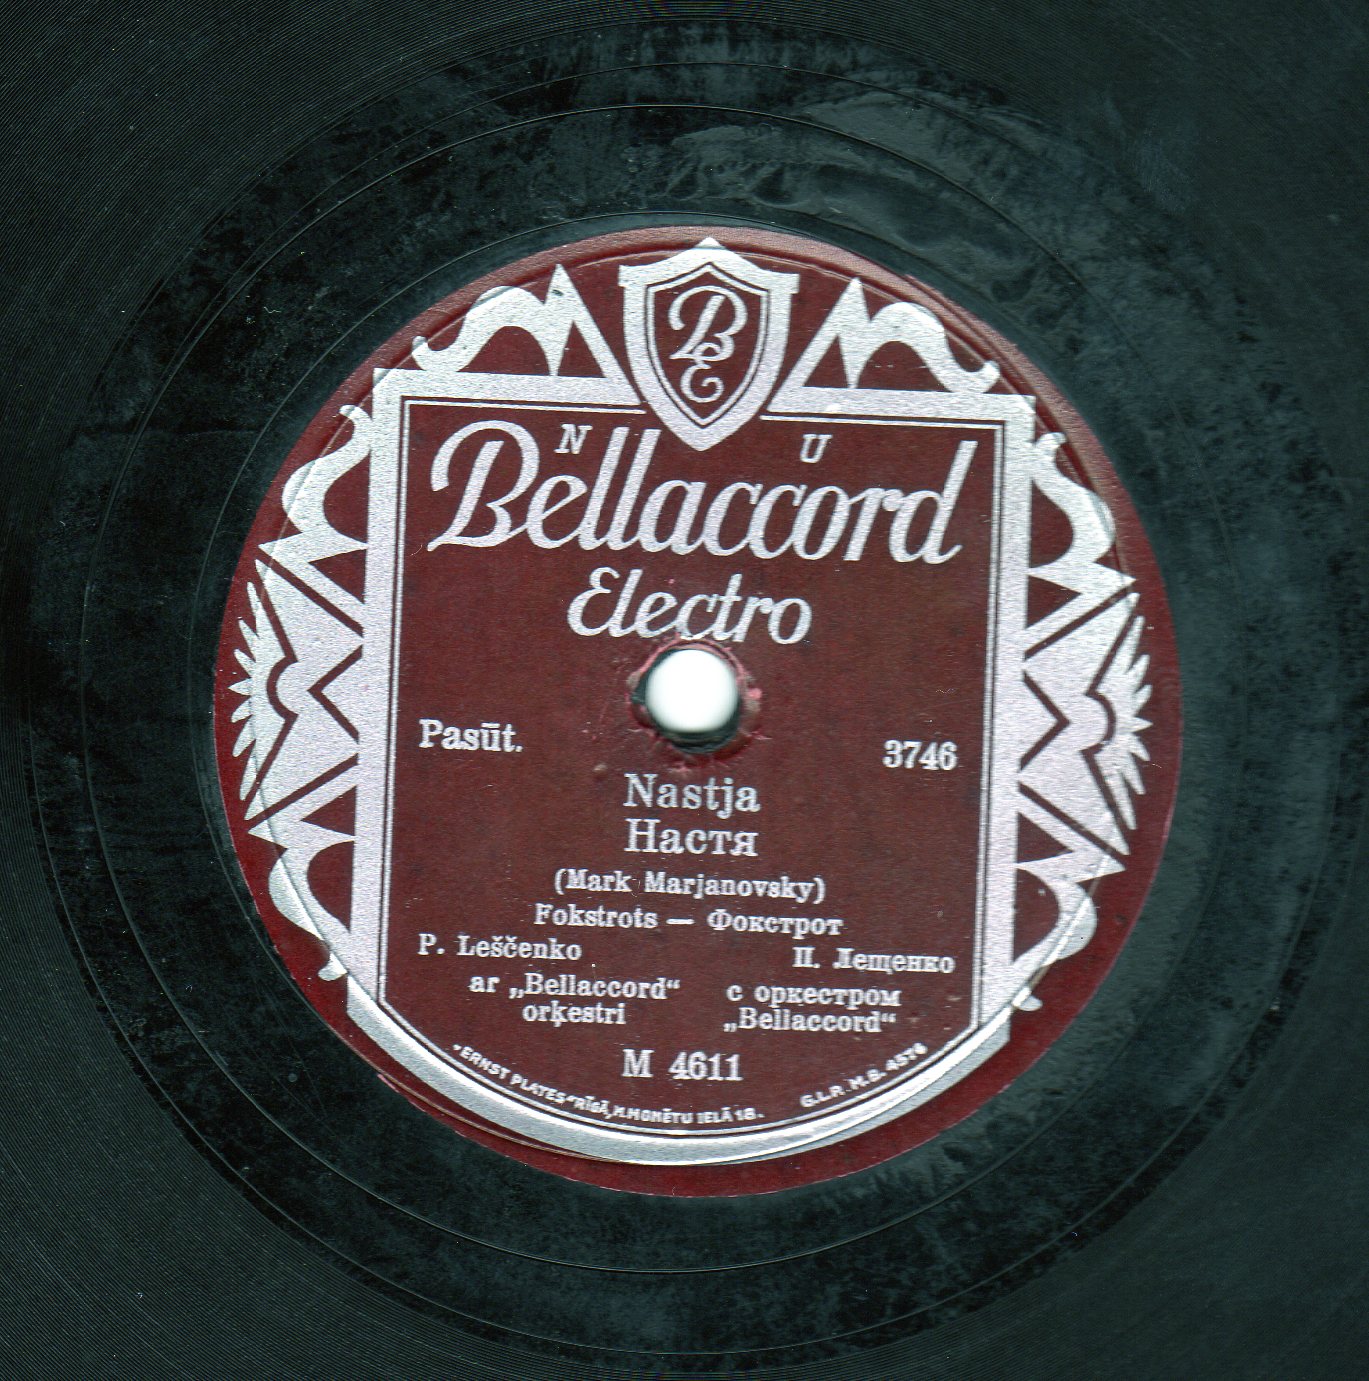 BE
N U
Bellaccord
Electro
Pasūt. 3746
Nastja
Настя
(Mark Marjanovsky)
Fokstrots — Фокстрот
P. Leščenko П. Лещенко
ar „Bellaccord“ с оркестром
orķestri „Bellaccord“
M 4611
„ERNST PLATES“ RĪGĀ, M. MONĒTU IELĀ 18. G.L.R. M.B. 4576